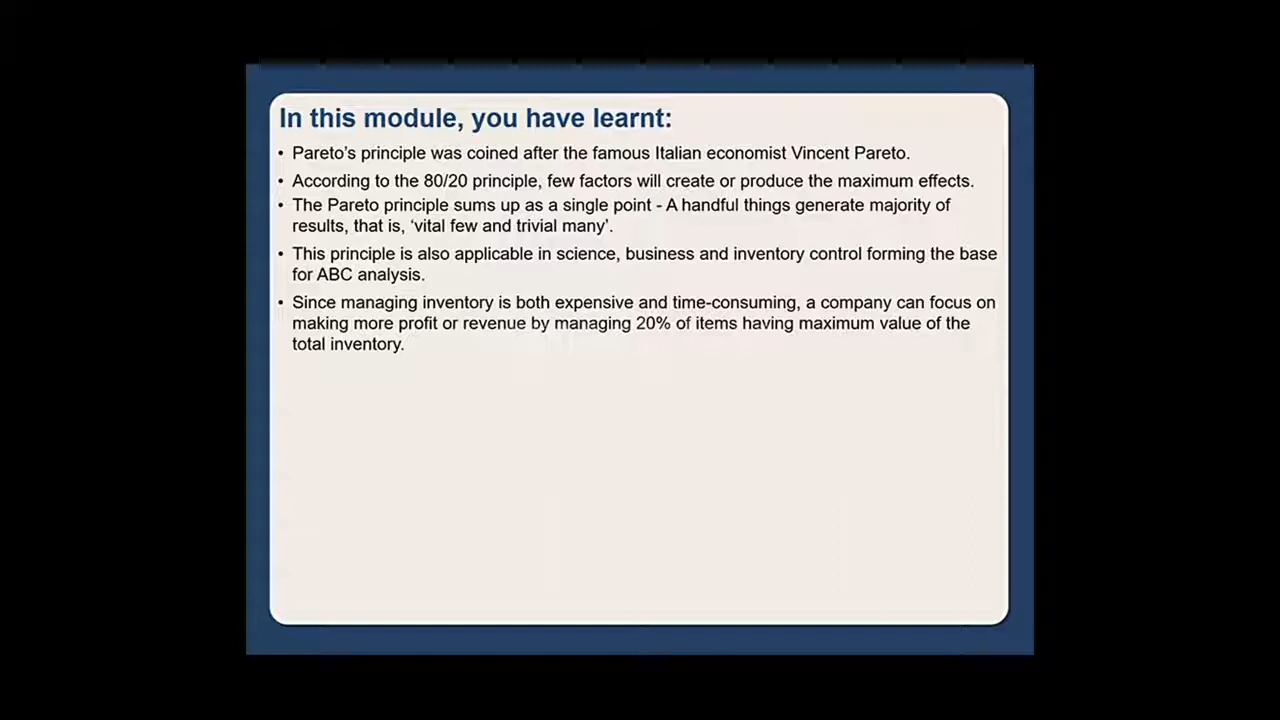 In this module, you have learnt:
• Pareto’s principle was coined after the famous Italian economist Vincent Pareto.
• According to the 80/20 principle, few factors will create or produce the maximum effects.
• The Pareto principle sums up as a single point - A handful things generate majority of
results, that is, ‘vital few and trivial many’.
• This principle is also applicable in science, business and inventory control forming the base
for ABC analysis.
• Since managing inventory is both expensive and time-consuming, a company can focus on
making more profit or revenue by managing 20% of items having maximum value of the
total inventory.